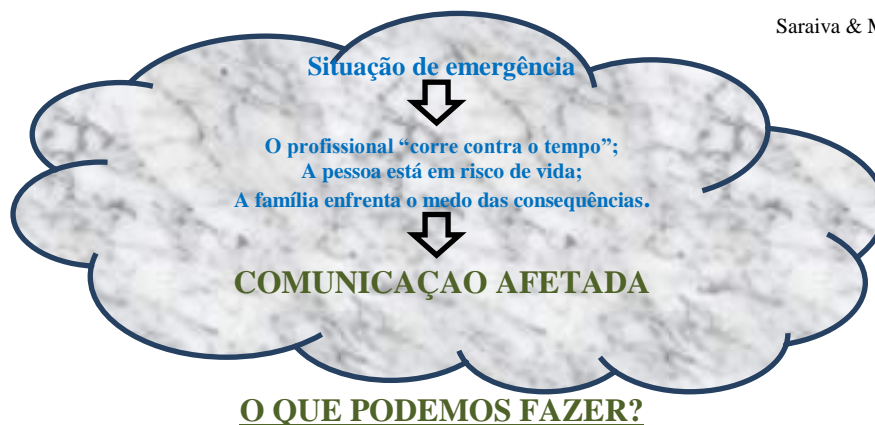 Saraiva &
Situação de emergência
O profissional “corre contra o tempo”;
A pessoa está em risco de vida;
A família enfrenta o medo das consequências.
COMUNICAÇAO AFETADA
O QUE PODEMOS FAZER?